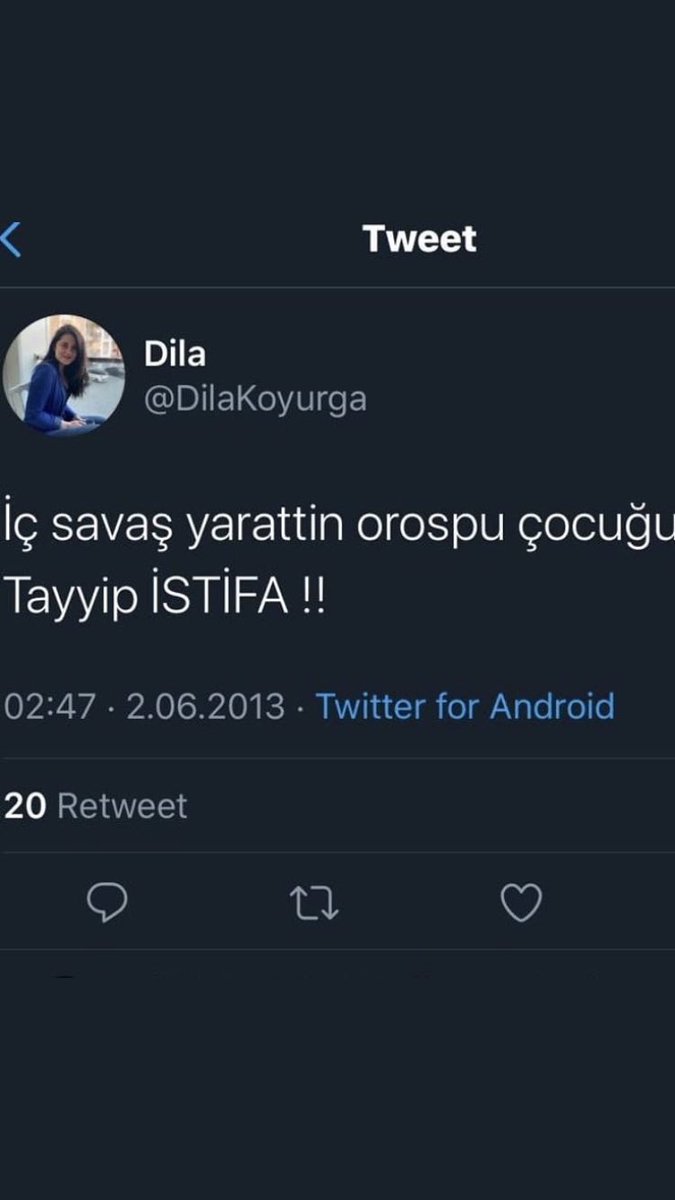 Tweet
Dila
@DilaKoyurga
İç savaş yarattin orospu çocuğu
Tayyip İSTİFA !!
02:47 · 2.06.2013 · Twitter for Android
20 Retweet